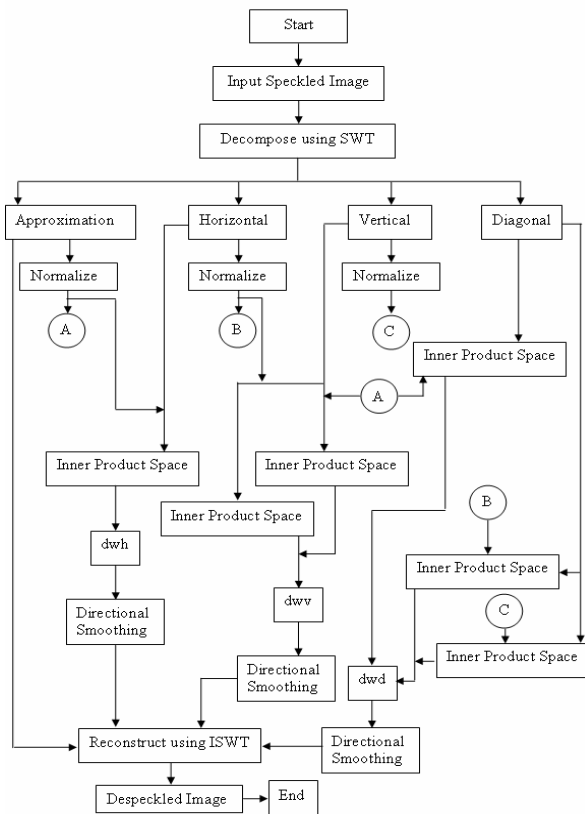 Start
Input Speckled Image
Decompose using SWT
Approximation
Horizontal
Vertical
Diagonal
Normalize
Normalize
Normalize
A
B
C
Inner Product Space
A
Inner Product Space
Inner Product Space
Inner Product Space
B
dwh
Inner Product Space
dwv
C
Directional
Smoothing
Inner Product Space
Directional
Smoothing
dwd
Reconstruct using ISWT
Directional
Smoothing
Despeckled Image
End